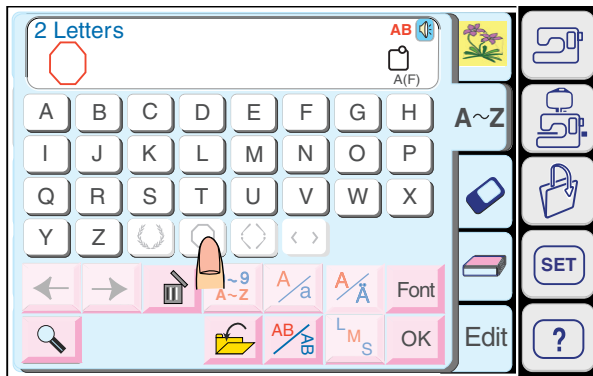 2 Letters
AB
A(F)
A B C D E F G H
I J K L M N O P
Q R S T U V W X
Y Z
~9
A~Z
A/a
A/Ä
Font
AB/AB
L M S
OK
A~Z
Edit
SET
?